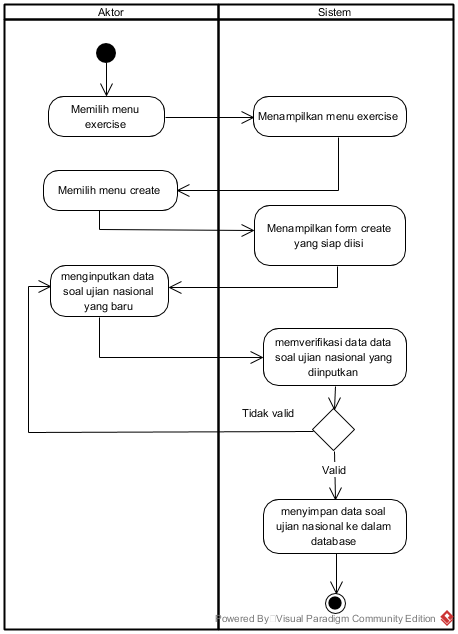 Aktor
Sistem
Memilih menu
exercise
Menampilkan menu exercise
Memilih menu create
Menampilkan form create
yang siap diisi
menginputkan data
soal ujian nasional
yang baru
memverifikasi data data
soal ujian nasional yang
diinputkan
Tidak valid
Valid
menyimpan data soal
ujian nasional ke dalam
database
Powered By Visual Paradigm Community Edition